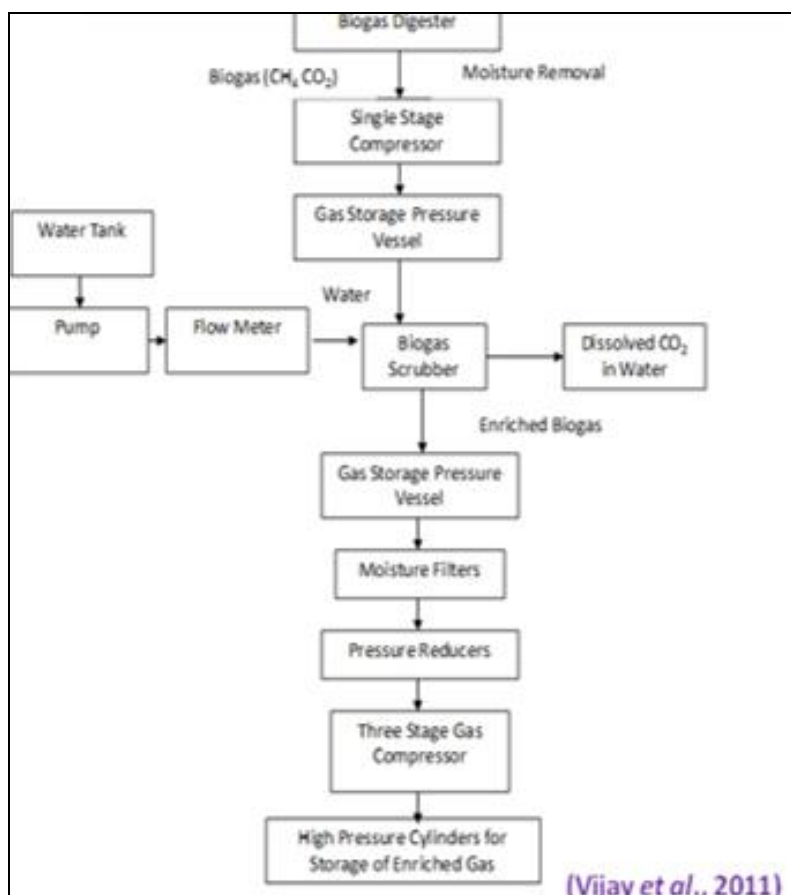 Biogas Digester
Biogas (CH₄ CO₂)
Moisture Removal
Single Stage
Compressor
Gas Storage Pressure
Vessel
Water Tank
Water
Pump
Flow Meter
Biogas
Scrubber
Dissolved CO₂
in Water
Enriched Biogas
Gas Storage Pressure
Vessel
Moisture Filters
Pressure Reducers
Three Stage Gas
Compressor
High Pressure Cylinders for
Storage of Enriched Gas
(Vijay et al., 2011)